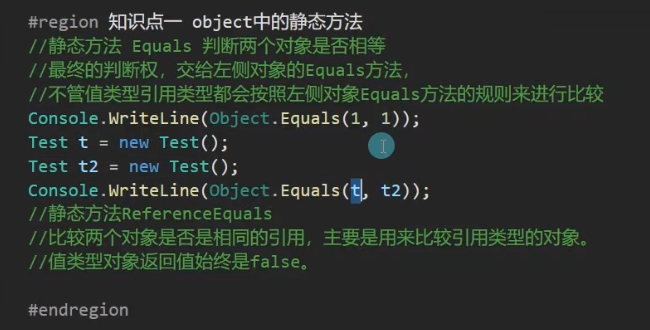 #region 知识点一 object中的静态方法
//静态方法 Equals 判断两个对象是否相等
//最终的判断权，交给左侧对象的Equals方法，
//不管值类型引用类型都会按照左侧对象Equals方法的规则来进行比较
Console.WriteLine(Object.Equals(1, 1));
Test t = new Test();
Test t2 = new Test();
Console.WriteLine(Object.Equals(t, t2));
//静态方法ReferenceEquals
//比较两个对象是否是相同的引用，主要是用来比较引用类型的对象。
//值类型对象返回值始终是false。
#endregion